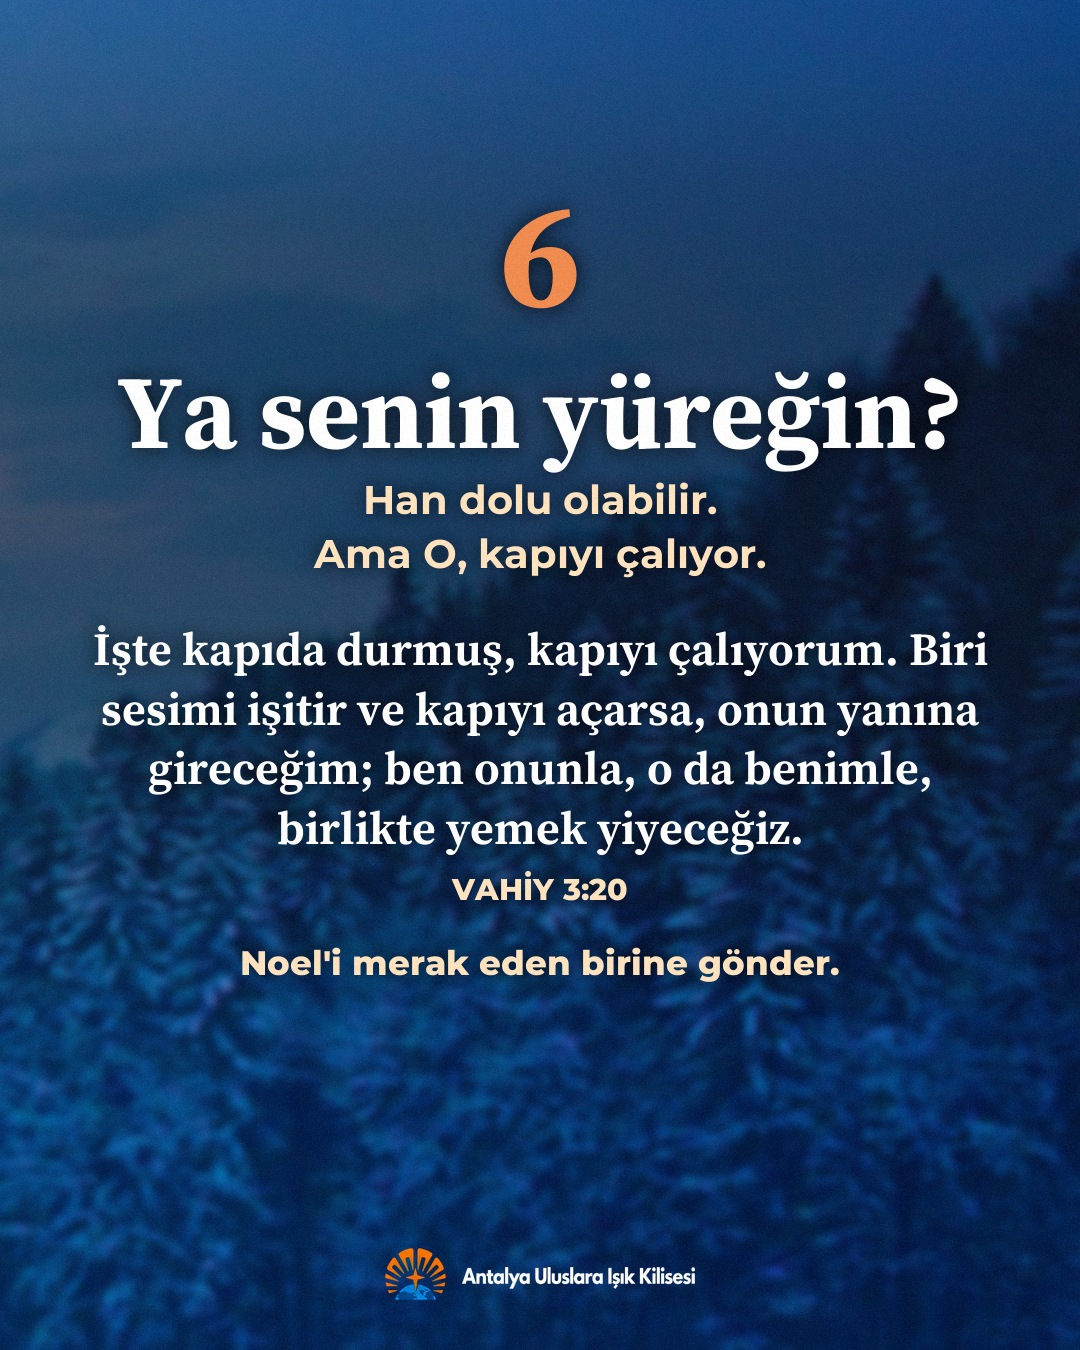 6
Ya senin yüreğin?
Han dolu olabilir.
Ama O, kapıyı çalıyor.
İşte kapıda durmuş, kapıyı çalıyorum. Biri
sesimi işitir ve kapıyı açarsa, onun yanına
gireceğim; ben onunla, o da benimle,
birlikte yemek yiyeceğiz.
VAHİY 3:20
Noel'i merak eden birine gönder.
Antalya Uluslara Işık Kilisesi